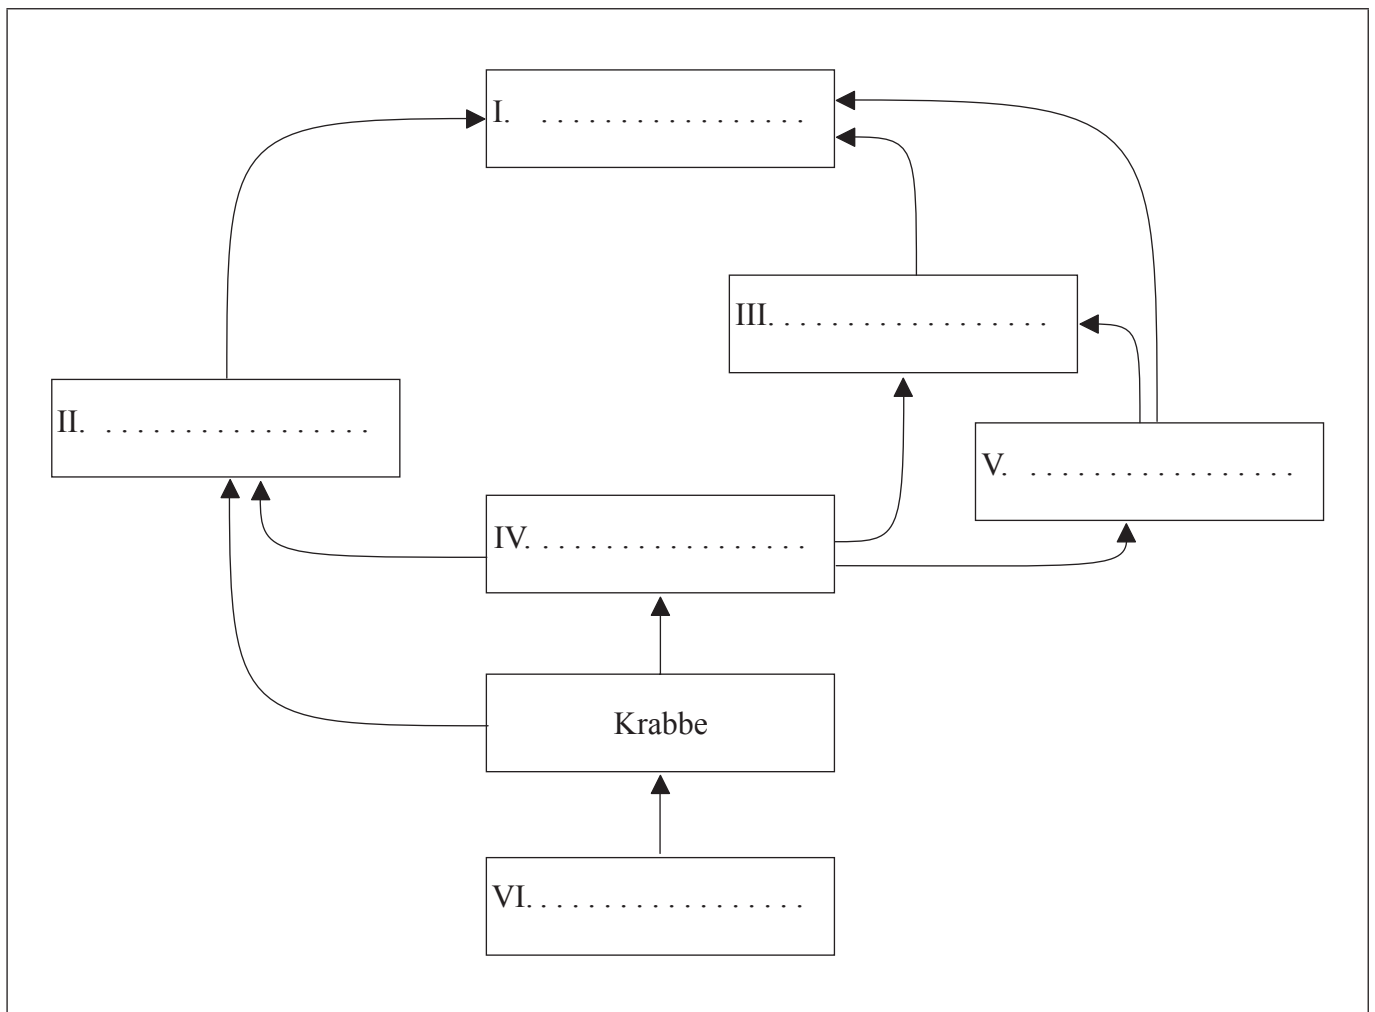 I. . . . . . . . . . . . . . . . . .
III. . . . . . . . . . . . . . . . . . .
II. . . . . . . . . . . . . . . . . .
V. . . . . . . . . . . . . . . . . .
IV. . . . . . . . . . . . . . . . . . .
Krabbe
VI. . . . . . . . . . . . . . . . . . .